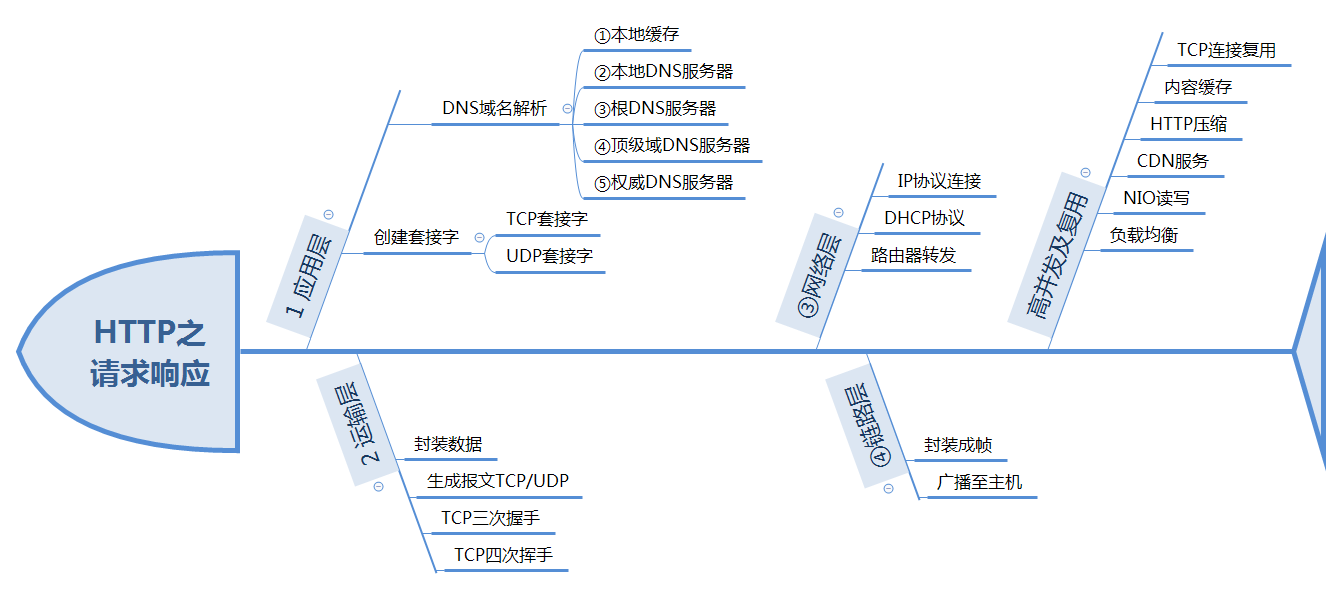 HTTP之
请求响应
1 应用层
DNS域名解析
①本地缓存
②本地DNS服务器
③根DNS服务器
④顶级域DNS服务器
⑤权威DNS服务器
创建套接字
TCP套接字
UDP套接字
2 运输层
封装数据
生成报文TCP/UDP
TCP三次握手
TCP四次挥手
③网络层
IP协议连接
DHCP协议
路由器转发
④链路层
封装成帧
广播至主机
高并发及复用
TCP连接复用
内容缓存
HTTP压缩
CDN服务
NIO读写
负载均衡